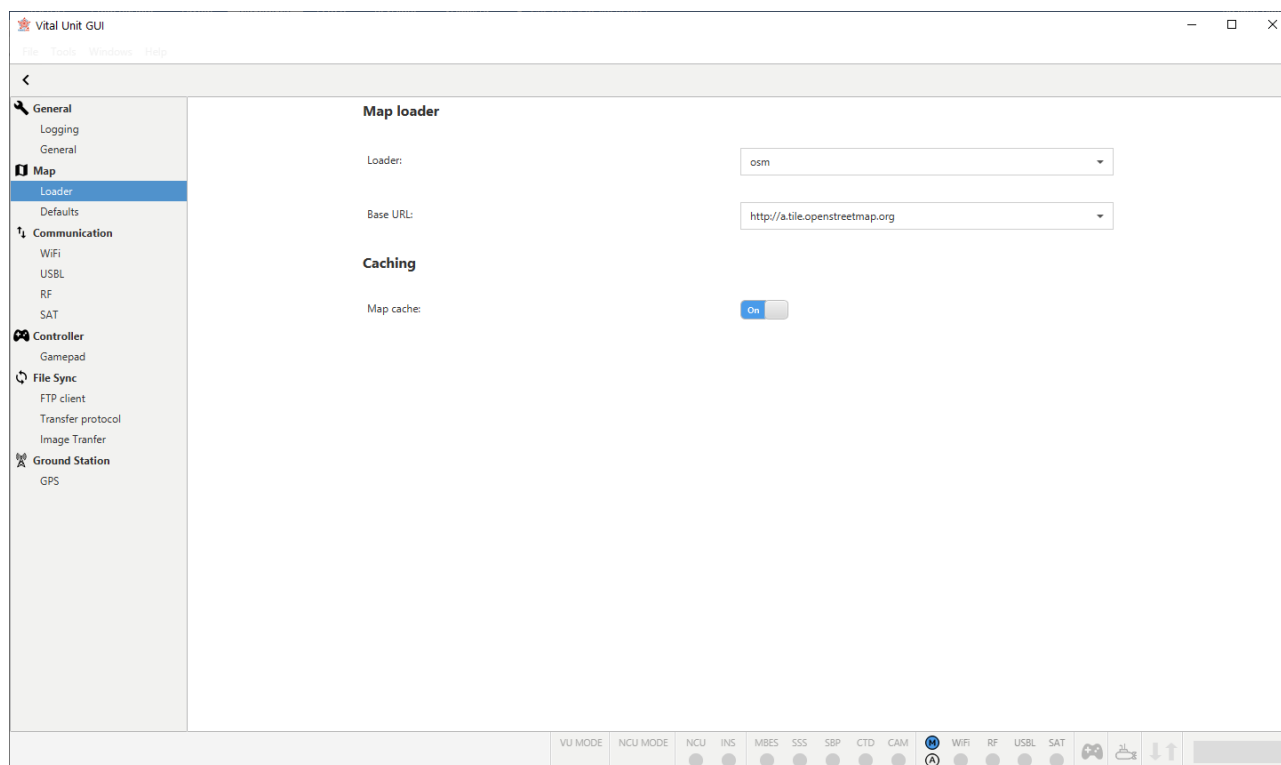 Vital Unit GUI
File Tools Windows Help
General
Logging
General
Map
Loader
Defaults
Communication
WiFi
USBL
RF
SAT
Controller
Gamepad
File Sync
FTP client
Transfer protocol
Image Tranfer
Ground Station
GPS
Map loader
Loader: osm
Base URL: http://a.tile.openstreetmap.org
Caching
Map cache: On
VU MODE NCU MODE NCU INS MBES SSS SBP CTD CAM M WiFi RF USBL SAT
A